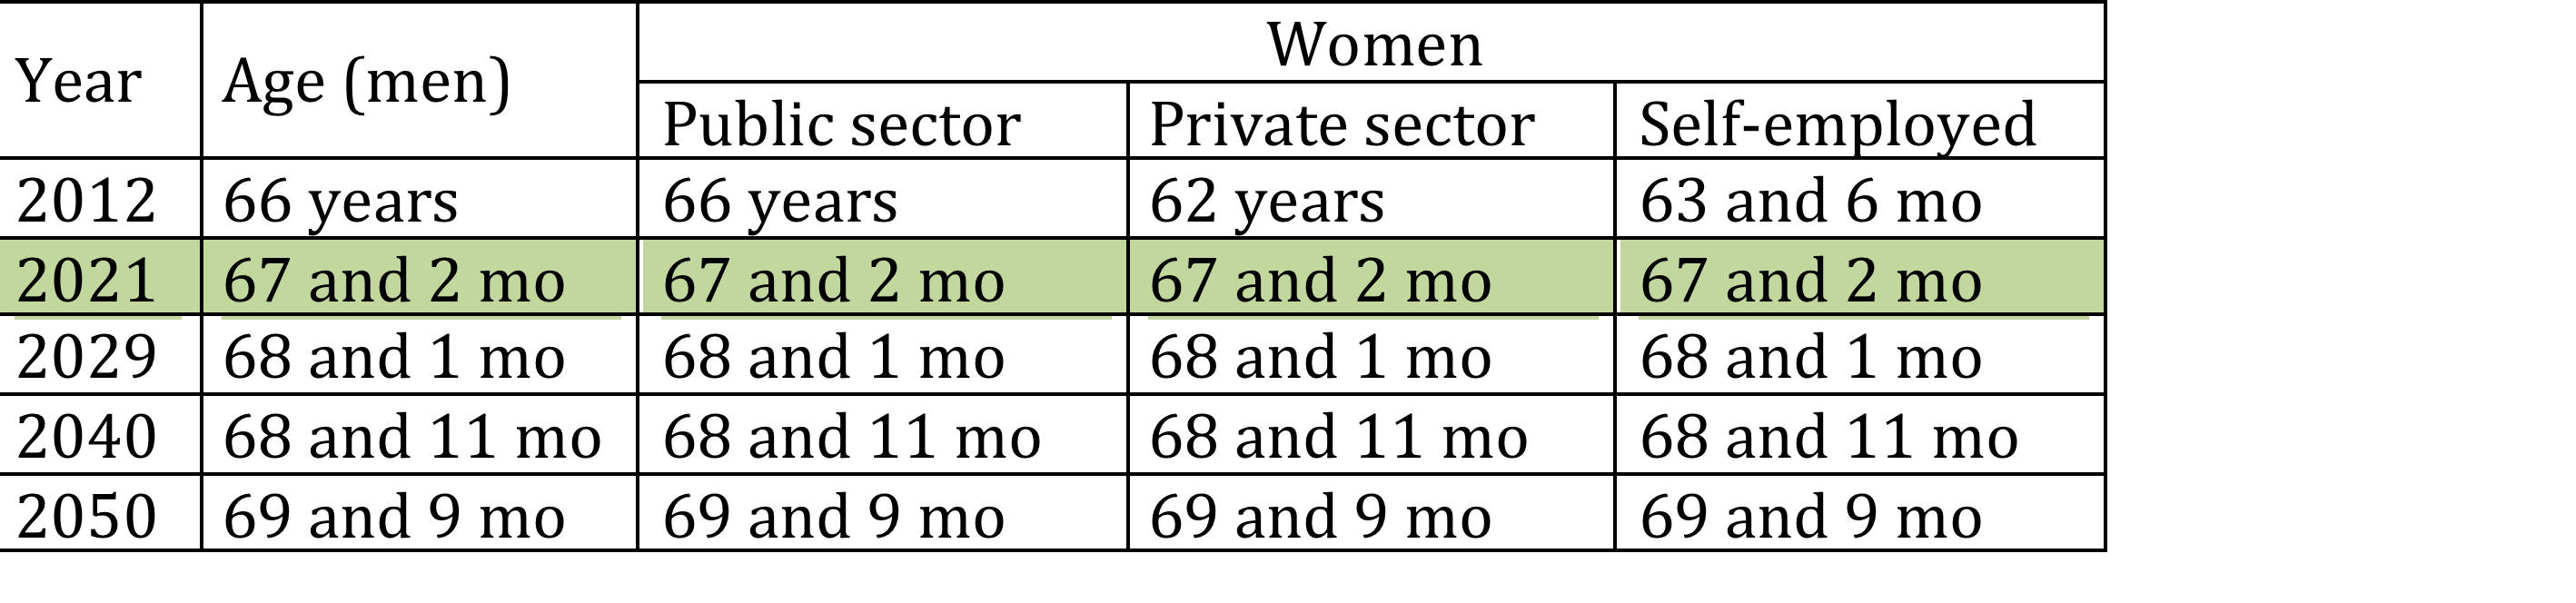 Year Age (men) Women
Public sector Private sector Self-employed
2012 66 years 66 years 62 years 63 and 6 mo
2021 67 and 2 mo 67 and 2 mo 67 and 2 mo 67 and 2 mo
2029 68 and 1 mo 68 and 1 mo 68 and 1 mo 68 and 1 mo
2040 68 and 11 mo 68 and 11 mo 68 and 11 mo 68 and 11 mo
2050 69 and 9 mo 69 and 9 mo 69 and 9 mo 69 and 9 mo